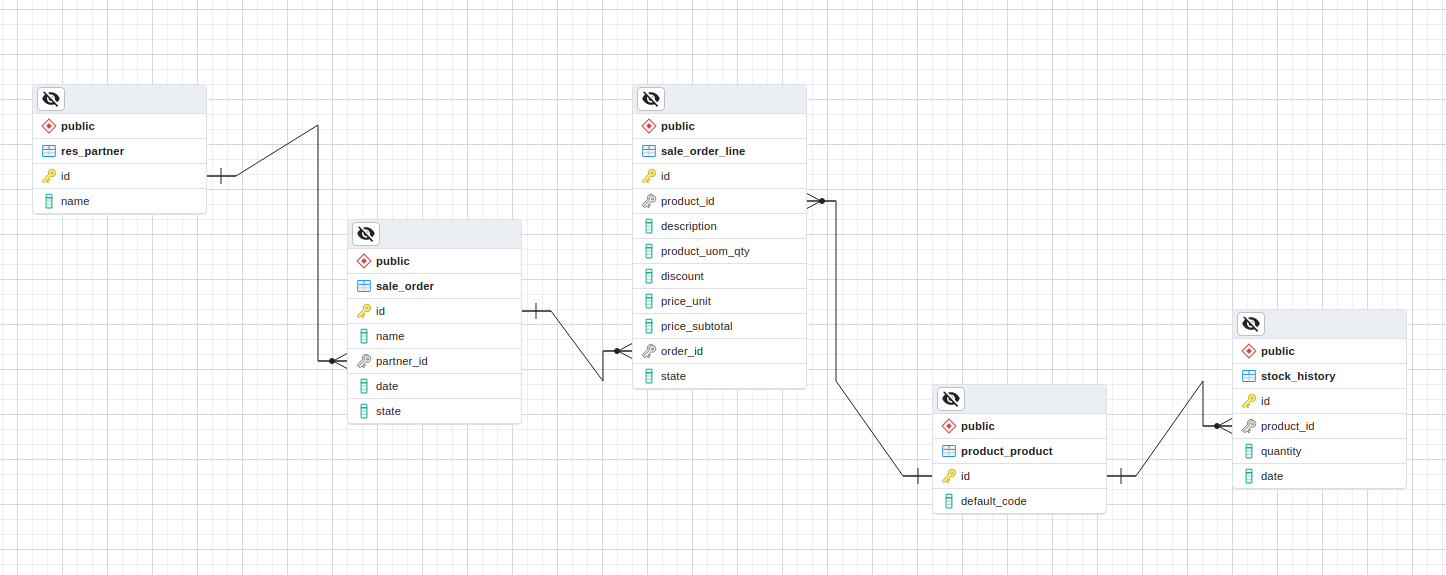 public
res_partner
id
name
public
sale_order
id
name
partner_id
date
state
public
sale_order_line
id
product_id
description
product_uom_qty
discount
price_unit
price_subtotal
order_id
state
public
product_product
id
default_code
public
stock_history
id
product_id
quantity
date